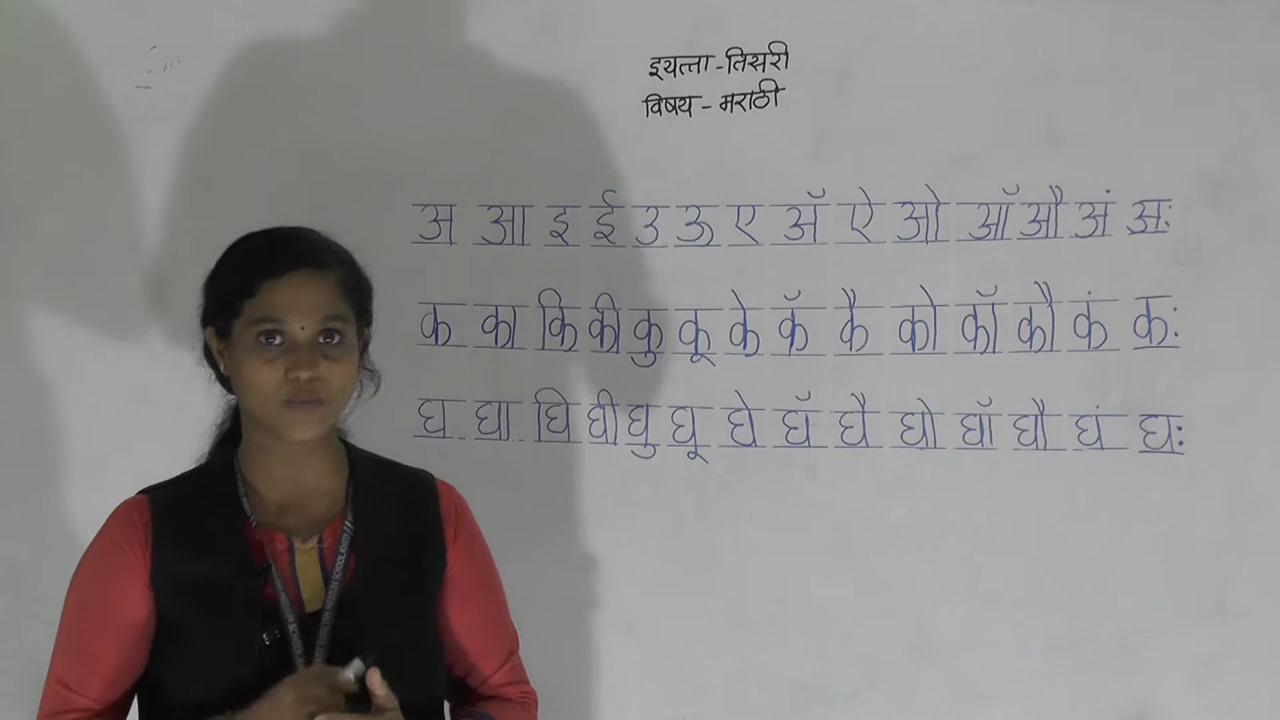 इयत्ता - तिसरी
विषय - मराठी
अ आ इ ई उ ऊ ए ॲ ऐ ओ ऑ औ अं अः
क का कि की कु कू के कॅ कै को कॉ कौ कं कः
घ घा घि घी घु घू घे घॅ घै घो घॉ घौ घं घः